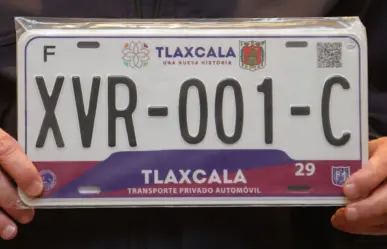 F
TLAXCALA
UNA NUEVA HISTORIA
XVR-001-C
TLAXCALA
29
TRANSPORTE PRIVADO AUTOMÓVIL